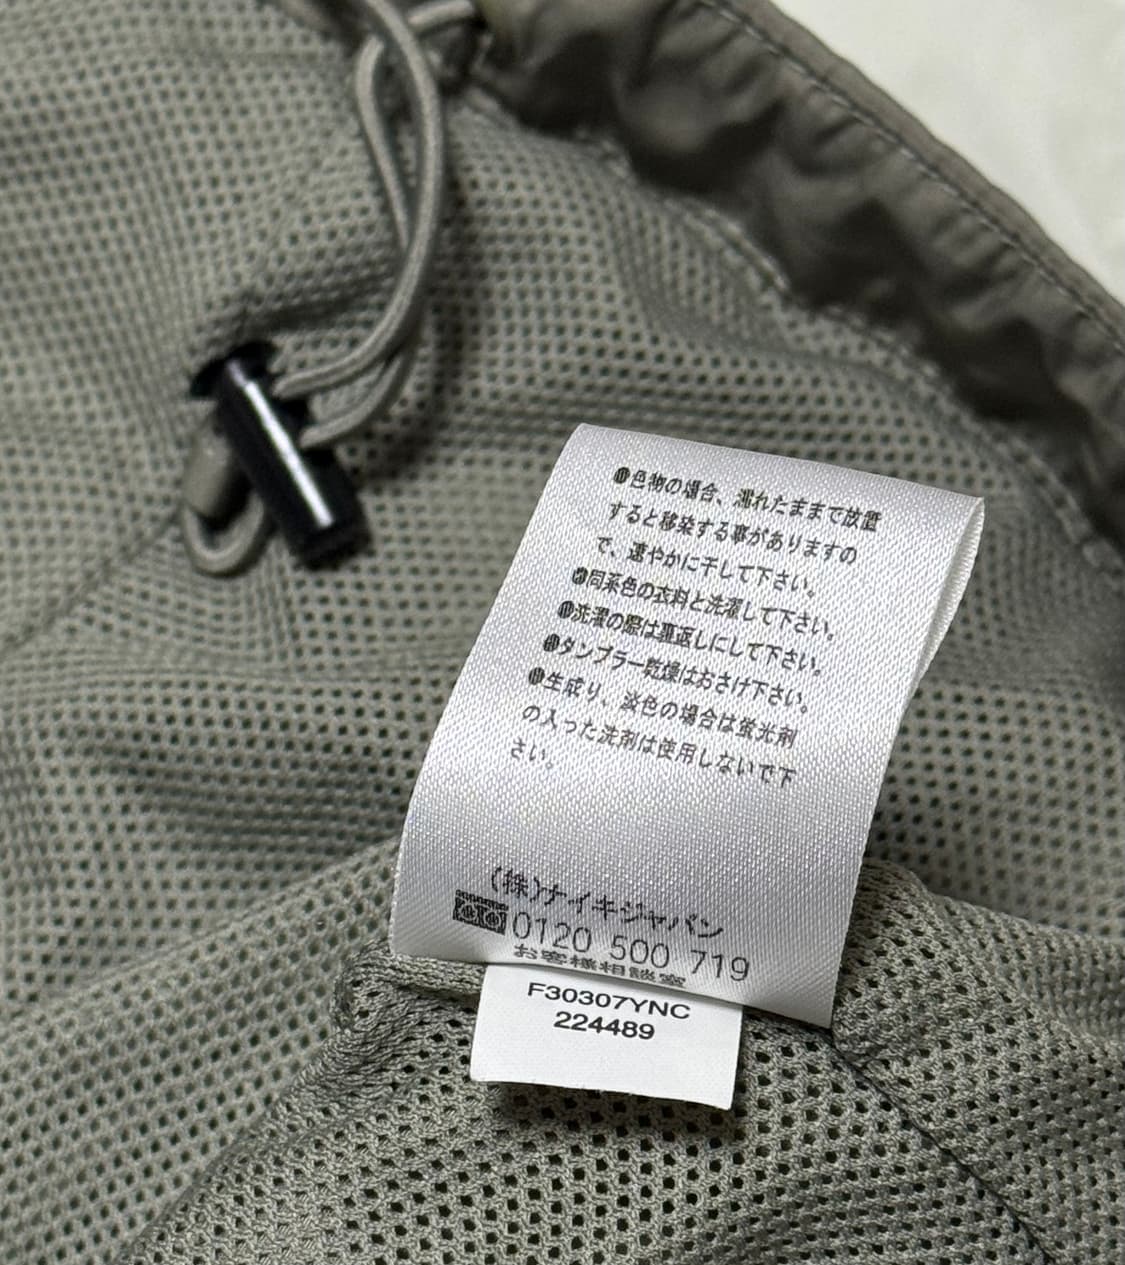 ●色物の場合、濡れたままで放置
すると移染する事がありますの
で、速やかに干して下さい。
●同系色の衣料と洗濯して下さい。
●洗濯の際は裏返しにして下さい。
●タンブラー乾燥はおさけ下さい。
●生成り、淡色の場合は蛍光剤
の入った洗剤は使用しないで下
さい。
(株)ナイキジャパン
0120 500 719
お客様相談室
F30307YNC
224489